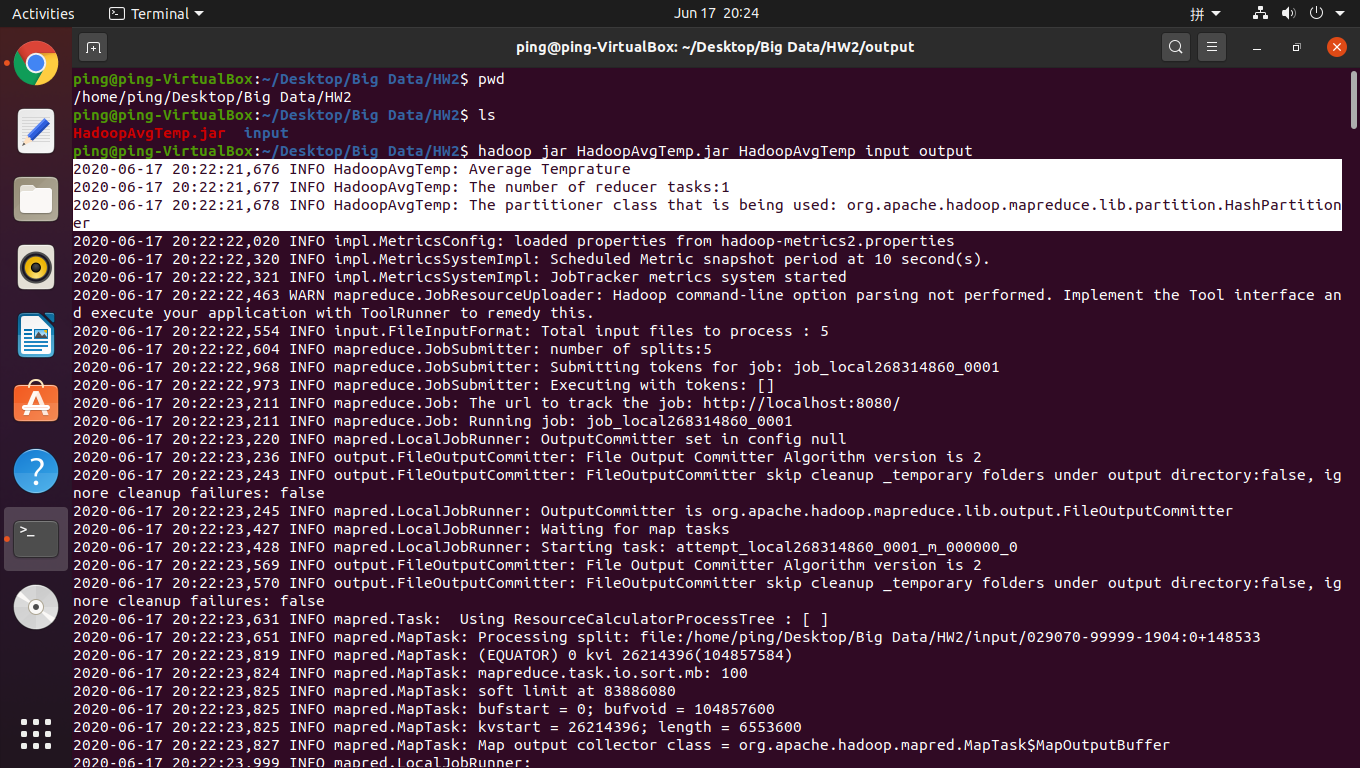 Activities
Terminal
Jun 17 20:24
拼
ping@ping-VirtualBox: ~/Desktop/Big Data/HW2/output
ping@ping-VirtualBox:~/Desktop/Big Data/HW2$ pwd
/home/ping/Desktop/Big Data/HW2
ping@ping-VirtualBox:~/Desktop/Big Data/HW2$ ls
HadoopAvgTemp.jar  input
ping@ping-VirtualBox:~/Desktop/Big Data/HW2$ hadoop jar HadoopAvgTemp.jar HadoopAvgTemp input output
2020-06-17 20:22:21,676 INFO HadoopAvgTemp: Average Temprature
2020-06-17 20:22:21,677 INFO HadoopAvgTemp: The number of reducer tasks:1
2020-06-17 20:22:21,678 INFO HadoopAvgTemp: The partitioner class that is being used: org.apache.hadoop.mapreduce.lib.partition.HashPartition
er
2020-06-17 20:22:22,020 INFO impl.MetricsConfig: loaded properties from hadoop-metrics2.properties
2020-06-17 20:22:22,320 INFO impl.MetricsSystemImpl: Scheduled Metric snapshot period at 10 second(s).
2020-06-17 20:22:22,321 INFO impl.MetricsSystemImpl: JobTracker metrics system started
2020-06-17 20:22:22,463 WARN mapreduce.JobResourceUploader: Hadoop command-line option parsing not performed. Implement the Tool interface an
d execute your application with ToolRunner to remedy this.
2020-06-17 20:22:22,554 INFO input.FileInputFormat: Total input files to process : 5
2020-06-17 20:22:22,604 INFO mapreduce.JobSubmitter: number of splits:5
2020-06-17 20:22:22,968 INFO mapreduce.JobSubmitter: Submitting tokens for job: job_local268314860_0001
2020-06-17 20:22:22,973 INFO mapreduce.JobSubmitter: Executing with tokens: []
2020-06-17 20:22:23,211 INFO mapreduce.Job: The url to track the job: http://localhost:8080/
2020-06-17 20:22:23,211 INFO mapreduce.Job: Running job: job_local268314860_0001
2020-06-17 20:22:23,220 INFO mapred.LocalJobRunner: OutputCommitter set in config null
2020-06-17 20:22:23,236 INFO output.FileOutputCommitter: File Output Committer Algorithm version is 2
2020-06-17 20:22:23,243 INFO output.FileOutputCommitter: FileOutputCommitter skip cleanup _temporary folders under output directory:false, ig
nore cleanup failures: false
2020-06-17 20:22:23,245 INFO mapred.LocalJobRunner: OutputCommitter is org.apache.hadoop.mapreduce.lib.output.FileOutputCommitter
2020-06-17 20:22:23,427 INFO mapred.LocalJobRunner: Waiting for map tasks
2020-06-17 20:22:23,428 INFO mapred.LocalJobRunner: Starting task: attempt_local268314860_0001_m_000000_0
2020-06-17 20:22:23,569 INFO output.FileOutputCommitter: File Output Committer Algorithm version is 2
2020-06-17 20:22:23,570 INFO output.FileOutputCommitter: FileOutputCommitter skip cleanup _temporary folders under output directory:false, ig
nore cleanup failures: false
2020-06-17 20:22:23,631 INFO mapred.Task:  Using ResourceCalculatorProcessTree : [ ]
2020-06-17 20:22:23,651 INFO mapred.MapTask: Processing split: file:/home/ping/Desktop/Big Data/HW2/input/029070-99999-1904:0+148533
2020-06-17 20:22:23,819 INFO mapred.MapTask: (EQUATOR) 0 kvi 26214396(104857584)
2020-06-17 20:22:23,824 INFO mapred.MapTask: mapreduce.task.io.sort.mb: 100
2020-06-17 20:22:23,825 INFO mapred.MapTask: soft limit at 83886080
2020-06-17 20:22:23,825 INFO mapred.MapTask: bufstart = 0; bufvoid = 104857600
2020-06-17 20:22:23,825 INFO mapred.MapTask: kvstart = 26214396; length = 6553600
2020-06-17 20:22:23,827 INFO mapred.MapTask: Map output collector class = org.apache.hadoop.mapred.MapTask$MapOutputBuffer
2020-06-17 20:22:23,999 INFO mapred.LocalJobRunner: